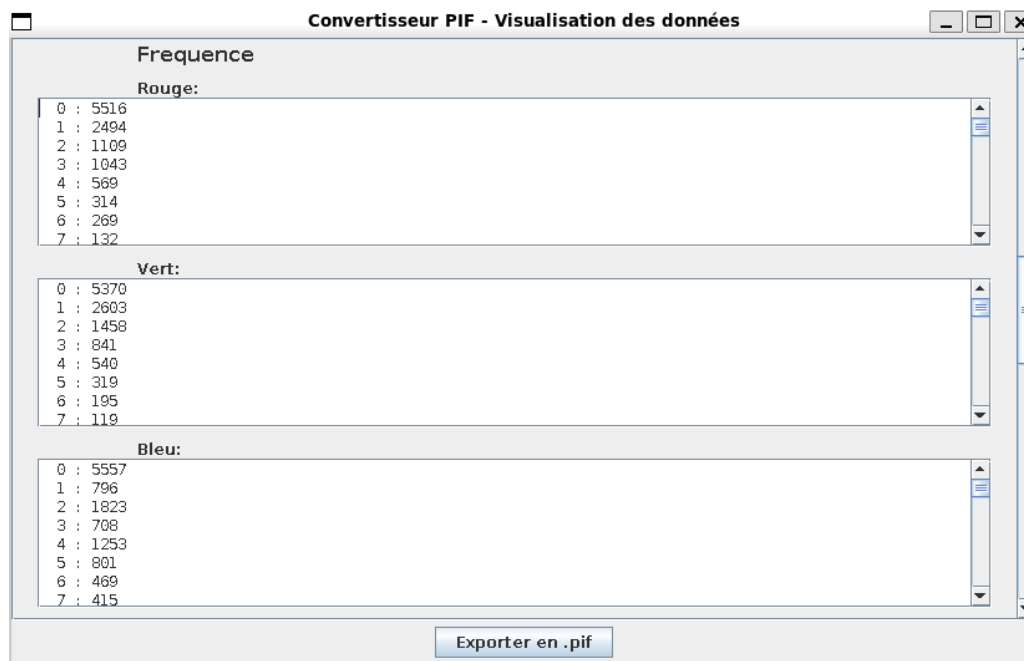 Convertisseur PIF - Visualisation des données
Frequence
Rouge:
0 : 5516
1 : 2494
2 : 1109
3 : 1043
4 : 569
5 : 314
6 : 269
7 : 132
Vert:
0 : 5370
1 : 2603
2 : 1458
3 : 841
4 : 540
5 : 319
6 : 195
7 : 119
Bleu:
0 : 5557
1 : 796
2 : 1823
3 : 708
4 : 1253
5 : 801
6 : 469
7 : 415
Exporter en .pif